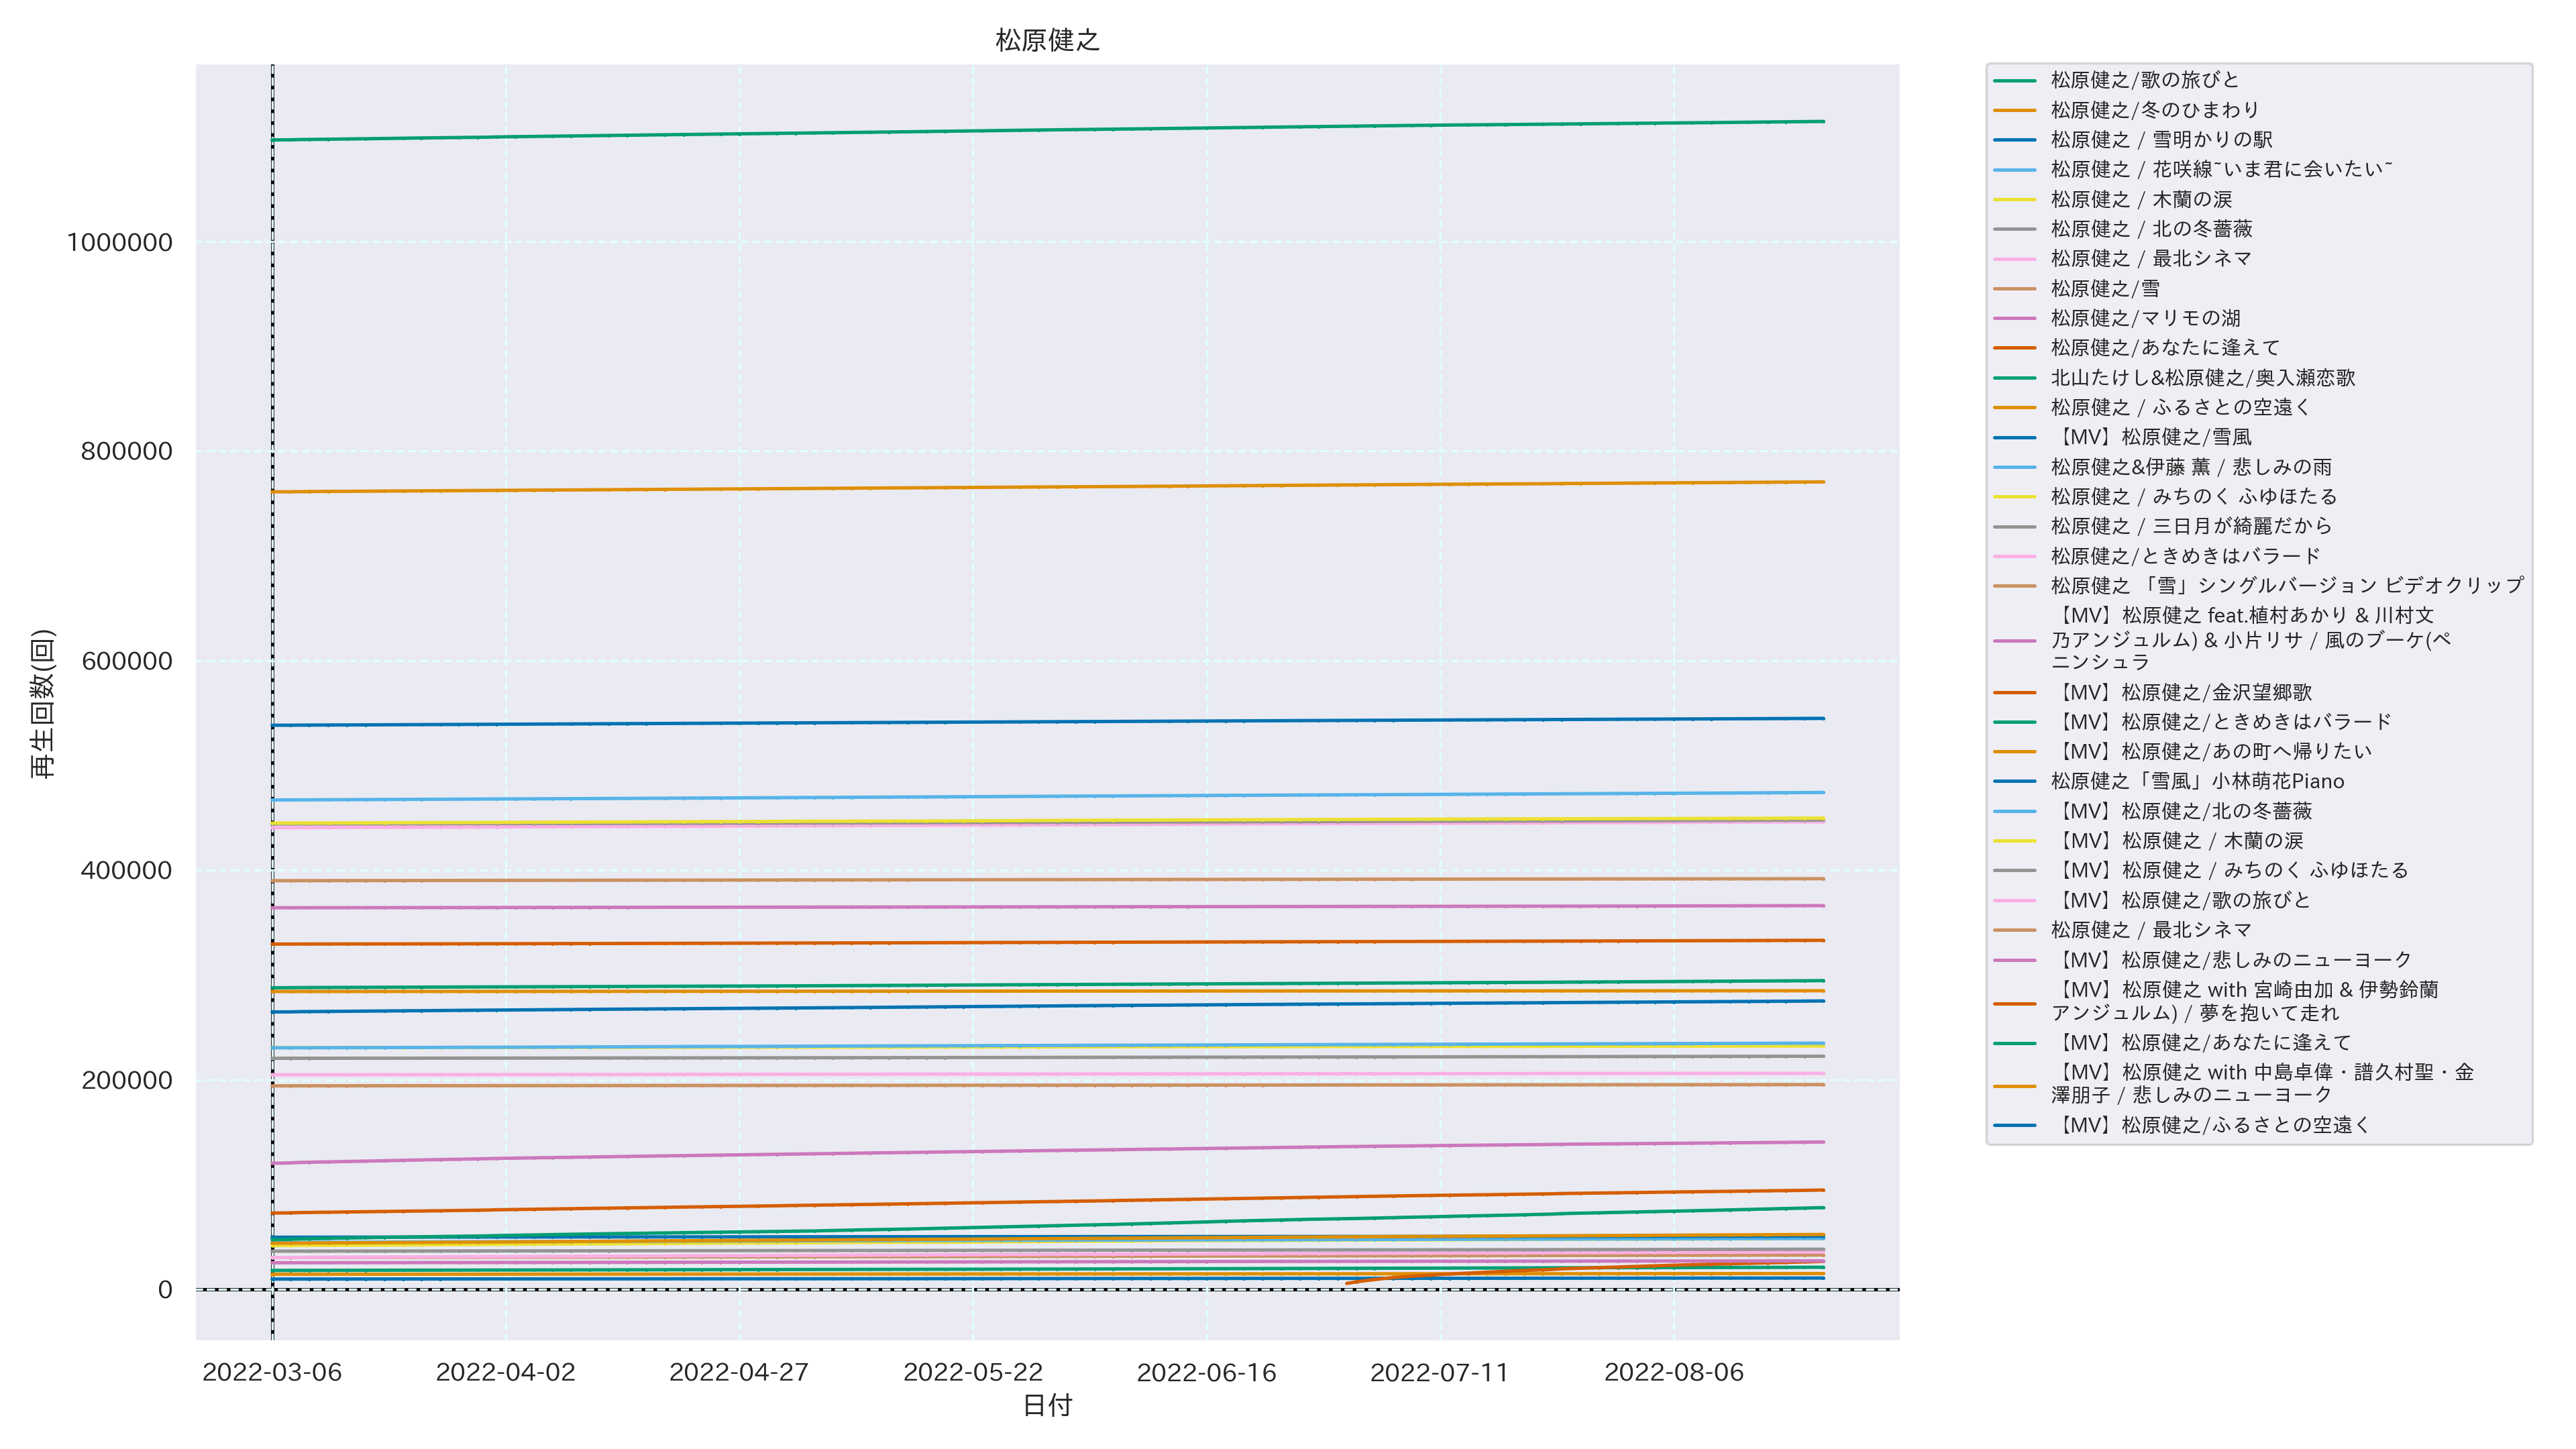 松原健之
再生回数(回)
1000000
800000
600000
400000
200000
0
2022-03-06
2022-04-02
2022-04-27
2022-05-22
2022-06-16
2022-07-11
2022-08-06
日付
松原健之/歌の旅びと
松原健之/冬のひまわり
松原健之 / 雪明かりの駅
松原健之 / 花咲線~いま君に会いたい~
松原健之 / 木蘭の涙
松原健之 / 北の冬薔薇
松原健之 / 最北シネマ
松原健之/雪
松原健之/マリモの湖
松原健之/あなたに逢えて
北山たけし&松原健之/奥入瀬恋歌
松原健之 / ふるさとの空遠く
【MV】松原健之/雪風
松原健之&伊藤 薫 / 悲しみの雨
松原健之 / みちのく ふゆほたる
松原健之 / 三日月が綺麗だから
松原健之/ときめきはバラード
松原健之 「雪」シングルバージョン ビデオクリップ
【MV】松原健之 feat.植村あかり & 川村文
乃アンジュルム) & 小片リサ / 風のブーケ(ペ
ニンシュラ
【MV】松原健之/金沢望郷歌
【MV】松原健之/ときめきはバラード
【MV】松原健之/あの町へ帰りたい
松原健之「雪風」小林萌花Piano
【MV】松原健之/北の冬薔薇
【MV】松原健之 / 木蘭の涙
【MV】松原健之 / みちのく ふゆほたる
【MV】松原健之/歌の旅びと
松原健之 / 最北シネマ
【MV】松原健之/悲しみのニューヨーク
【MV】松原健之 with 宮崎由加 & 伊勢鈴蘭
アンジュルム) / 夢を抱いて走れ
【MV】松原健之/あなたに逢えて
【MV】松原健之 with 中島卓偉・譜久村聖・金
澤朋子 / 悲しみのニューヨーク
【MV】松原健之/ふるさとの空遠く